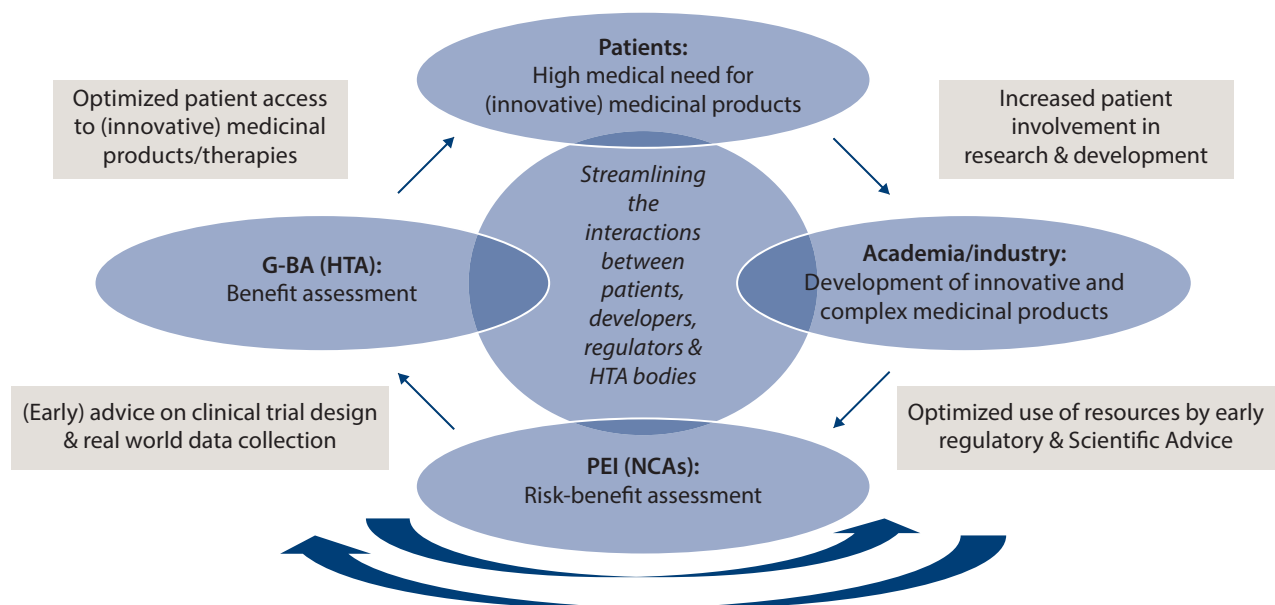 Patients:
High medical need for
(innovative) medicinal products
Optimized patient access
to (innovative) medicinal
products/therapies
Increased patient
involvement in
research & development
Streamlining
the
interactions
between
patients,
developers,
regulators &
HTA bodies
G-BA (HTA):
Benefit assessment
Academia/industry:
Development of innovative and
complex medicinal products
(Early) advice on clinical trial design
& real world data collection
Optimized use of resources by early
regulatory & Scientific Advice
PEI (NCAs):
Risk-benefit assessment